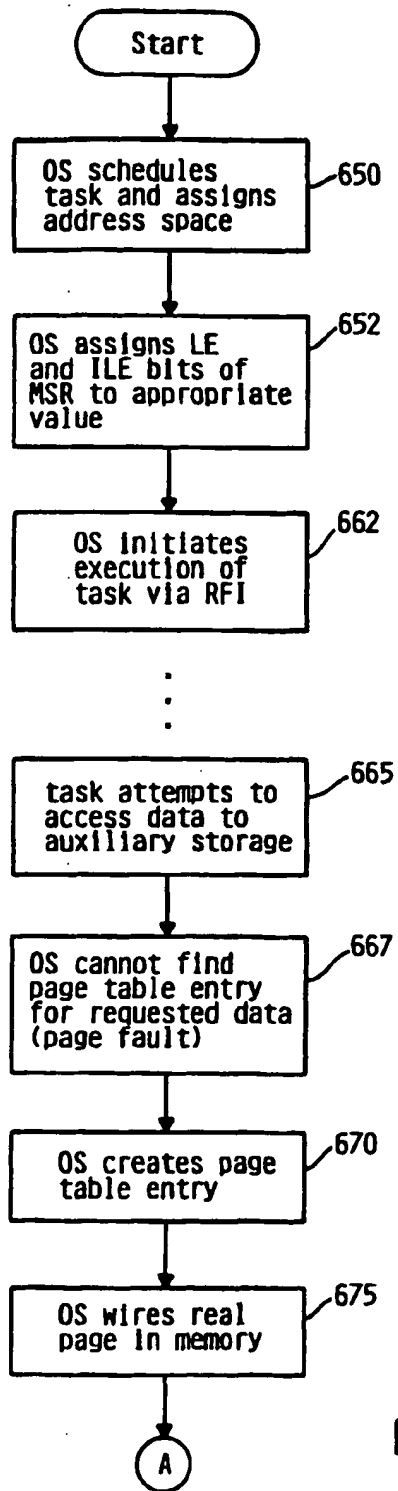 Start
OS schedules
task and assigns
address space
650
OS assigns LE
and ILE bits of
MSR to appropriate
value
652
OS initiates
execution of
task via RFI
662
task attempts to
access data to
auxiliary storage
665
OS cannot find
page table entry
for requested data
(page fault)
667
OS creates page
table entry
670
OS wires real
page in memory
675
A